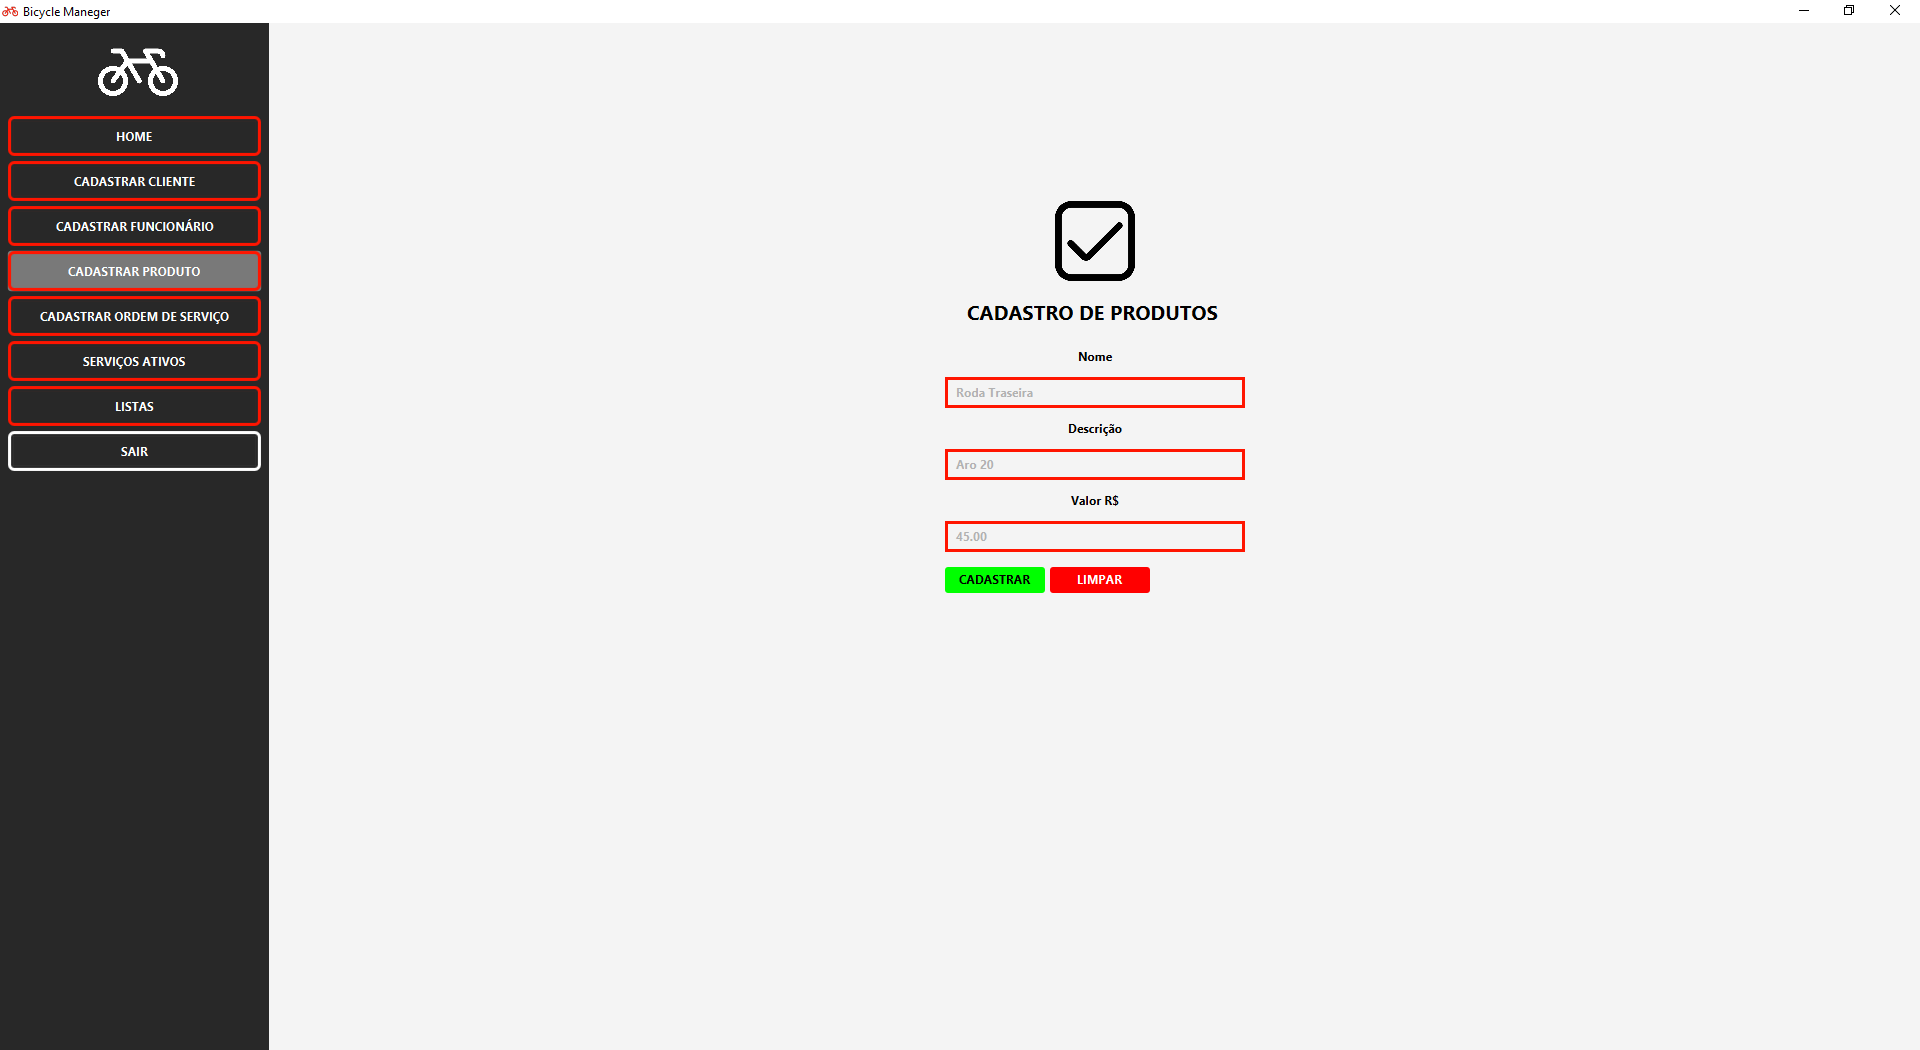 Bicycle Maneger
HOME
CADASTRAR CLIENTE
CADASTRAR FUNCIONÁRIO
CADASTRAR PRODUTO
CADASTRAR ORDEM DE SERVIÇO
SERVIÇOS ATIVOS
LISTAS
SAIR
CADASTRO DE PRODUTOS
Nome
Roda Traseira
Descrição
Aro 20
Valor R$
45.00
CADASTRAR LIMPAR